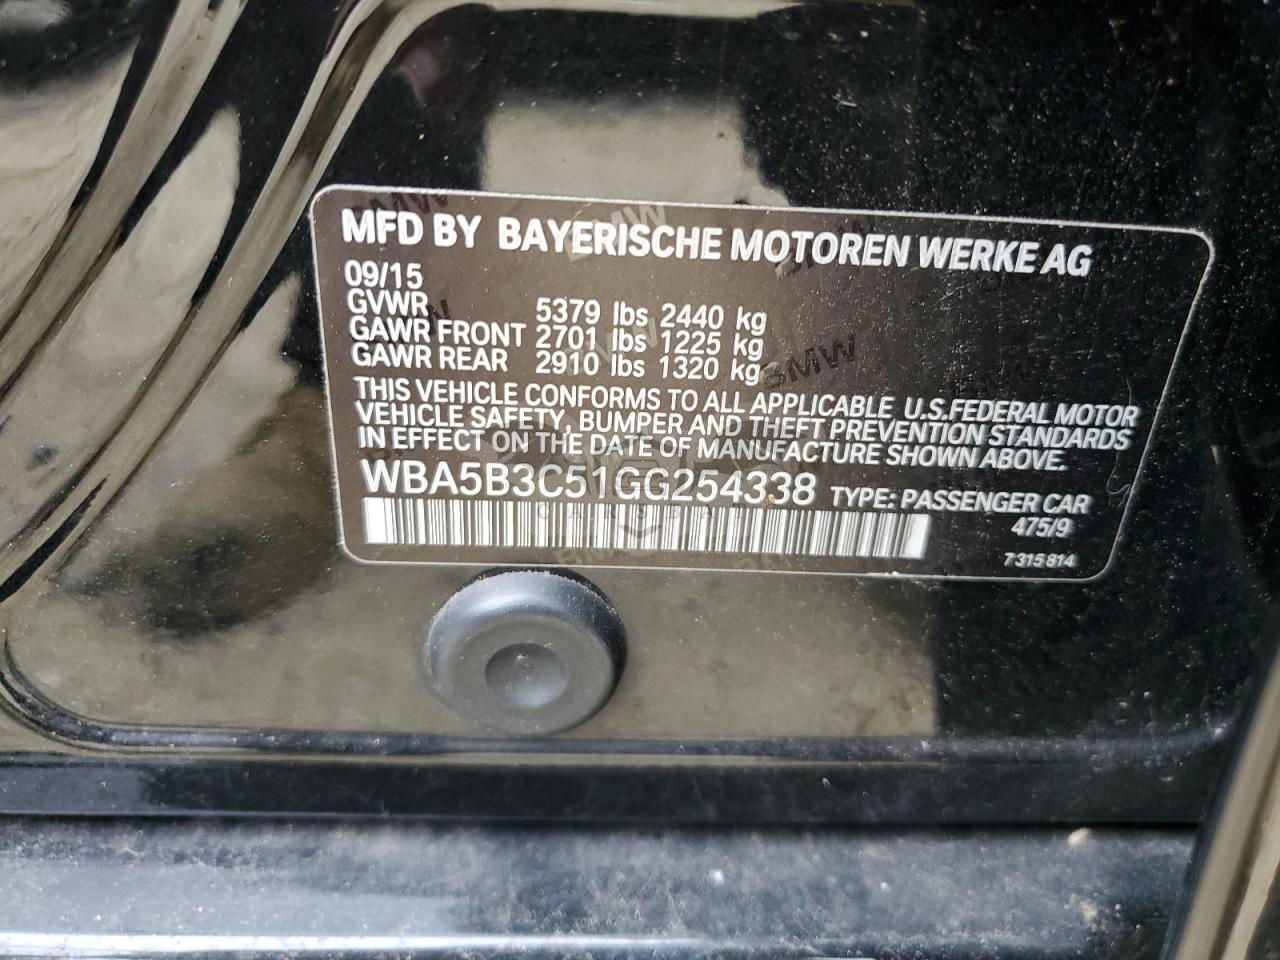 MFD BY BAYERISCHE MOTOREN WERKE AG
09/15
GVWR 5379 lbs 2440 kg
GAWR FRONT 2701 lbs 1225 kg
GAWR REAR 2910 lbs 1320 kg
THIS VEHICLE CONFORMS TO ALL APPLICABLE U.S.FEDERAL MOTOR
VEHICLE SAFETY, BUMPER AND THEFT PREVENTION STANDARDS
IN EFFECT ON THE DATE OF MANUFACTURE SHOWN ABOVE.
WBA5B3C51GG254338 TYPE: PASSENGER CAR
475/9
7 315 814